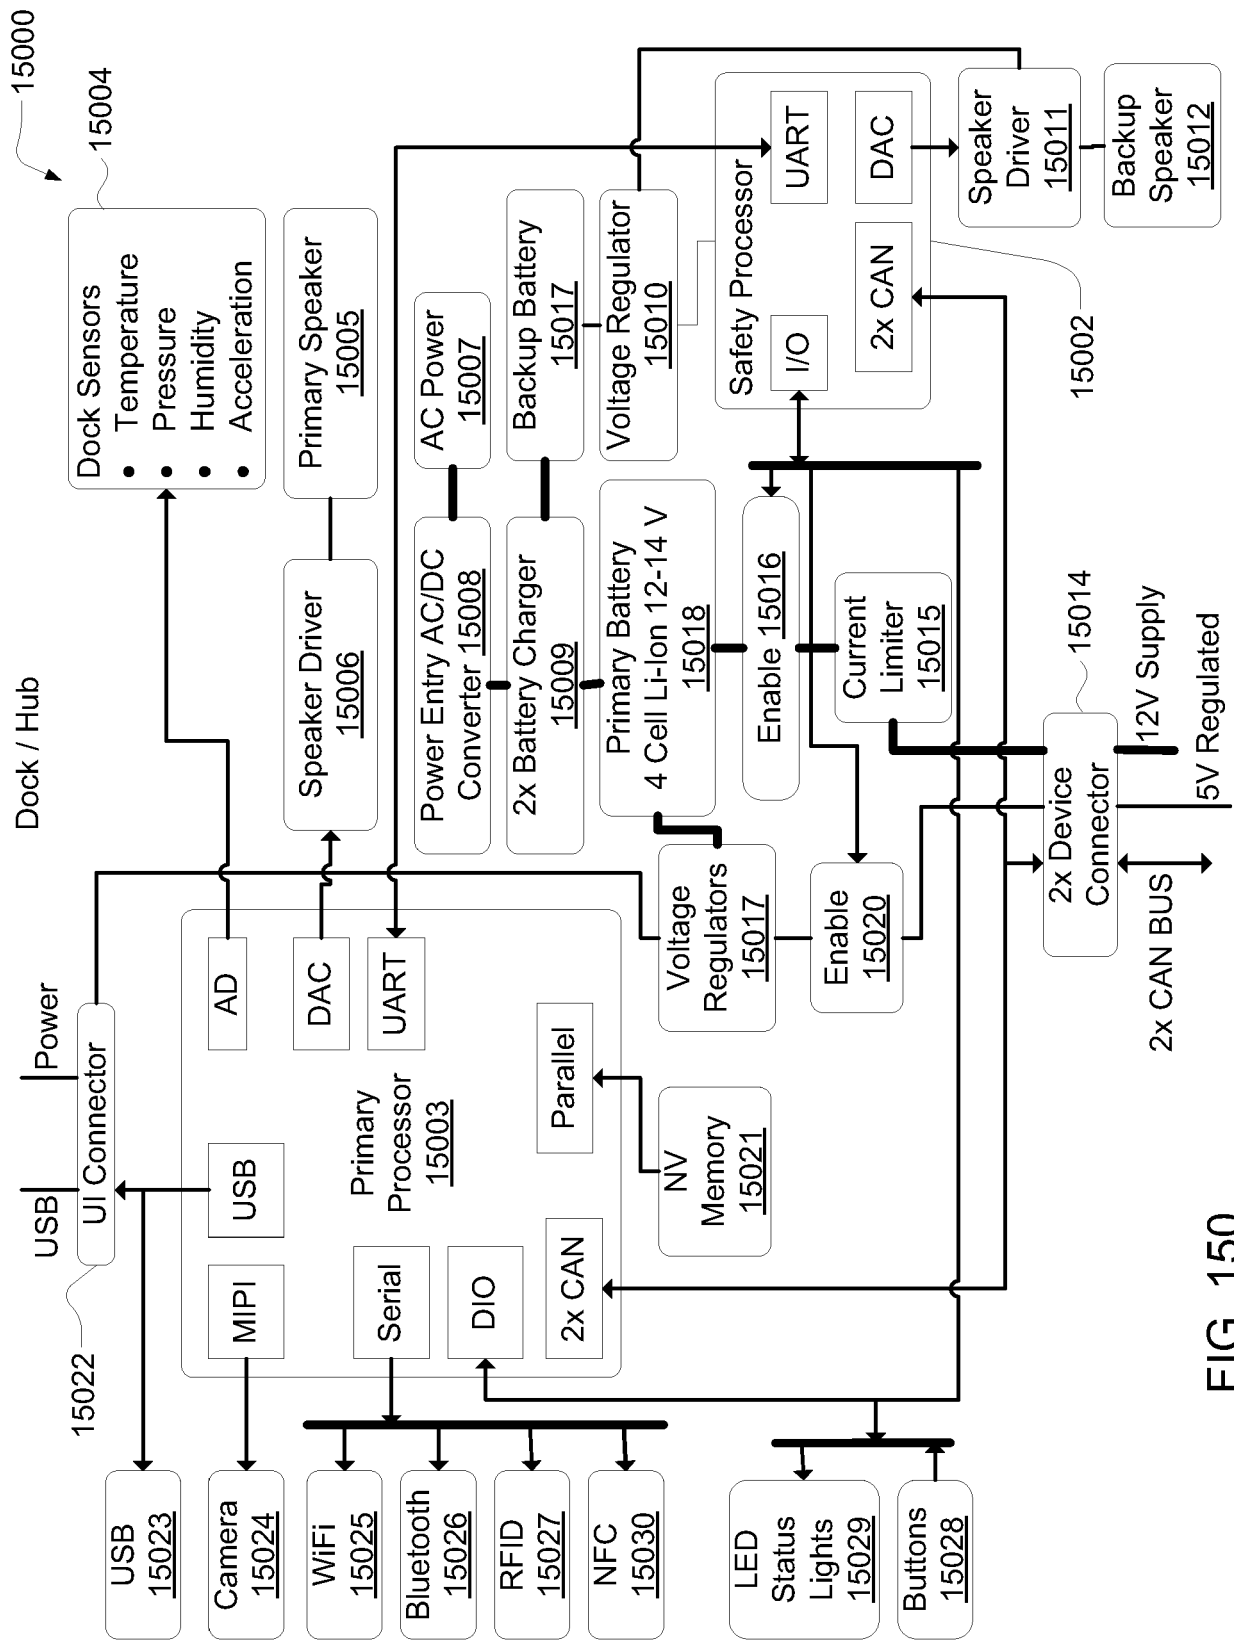 Dock / Hub
15000
15004
Dock Sensors
• Temperature
• Pressure
• Humidity
• Acceleration
USB
Power
UI Connector
15022
USB
15023
Camera
15024
WiFi
15025
Bluetooth
15026
RFID
15027
NFC
15030
LED
Status
Lights
15029
Buttons
15028
MIPI
USB
AD
Serial
DAC
UART
DIO
2x CAN
Parallel
Primary
Processor
15003
NV
Memory
15021
Speaker Driver
15006
Primary Speaker
15005
Power Entry AC/DC
Converter 15008
AC Power
15007
2x Battery Charger
15009
Backup Battery
15017
Primary Battery
4 Cell Li-Ion 12-14 V
15018
Voltage Regulator
15010
Voltage
Regulators
15017
Enable 15016
Enable
15020
Current
Limiter
15015
Safety Processor
I/O
UART
2x CAN
DAC
15002
Speaker
Driver
15011
Backup
Speaker
15012
2x Device
Connector
15014
2x CAN BUS
5V Regulated
12V Supply
FIG. 150